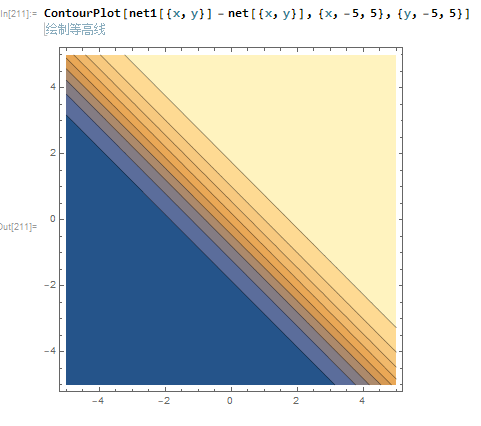 In[211]:= ContourPlot[net1[{x, y}] - net[{x, y}], {x, -5, 5}, {y, -5, 5}]
绘制等高线
4
2
Out[211]= 0
-2
-4
-4 -2 0 2 4